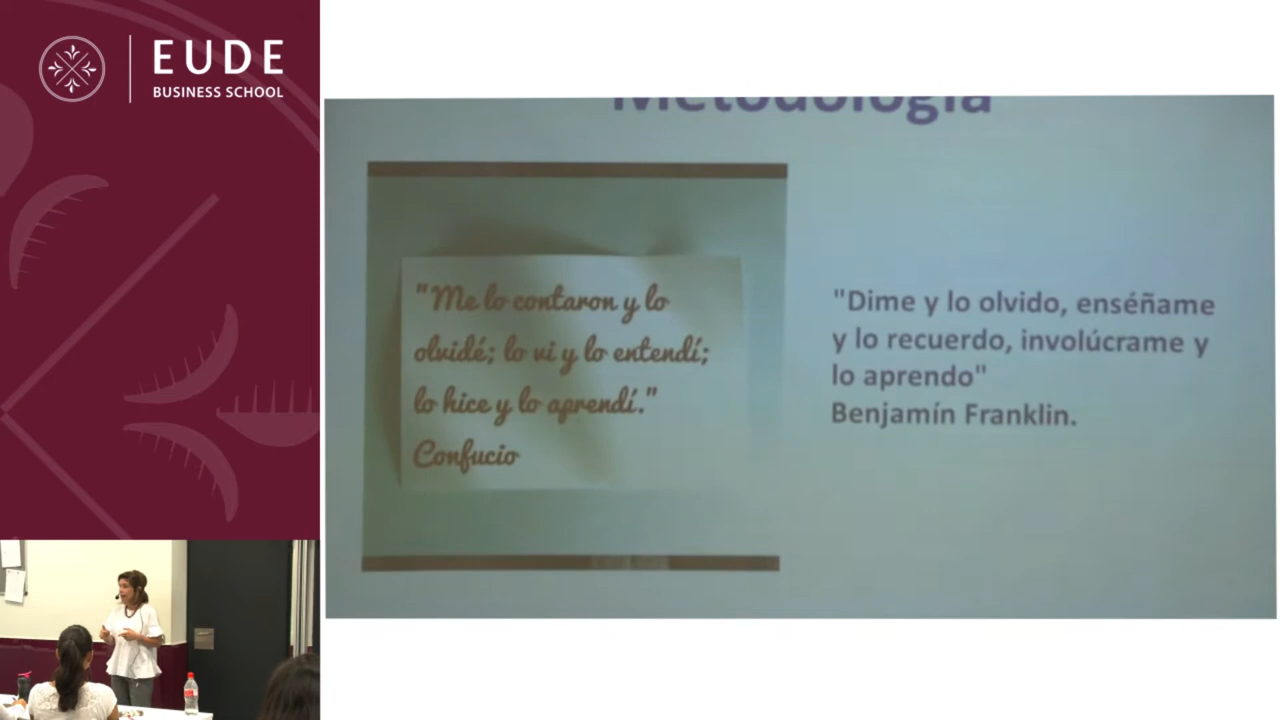 EUDE
BUSINESS SCHOOL
Metodología
"Me lo contaron y lo
olvidé; lo vi y lo entendí;
lo hice y lo aprendí."
Confucio
"Dime y lo olvido, enséñame
y lo recuerdo, involúcrame y
lo aprendo"
Benjamín Franklin.